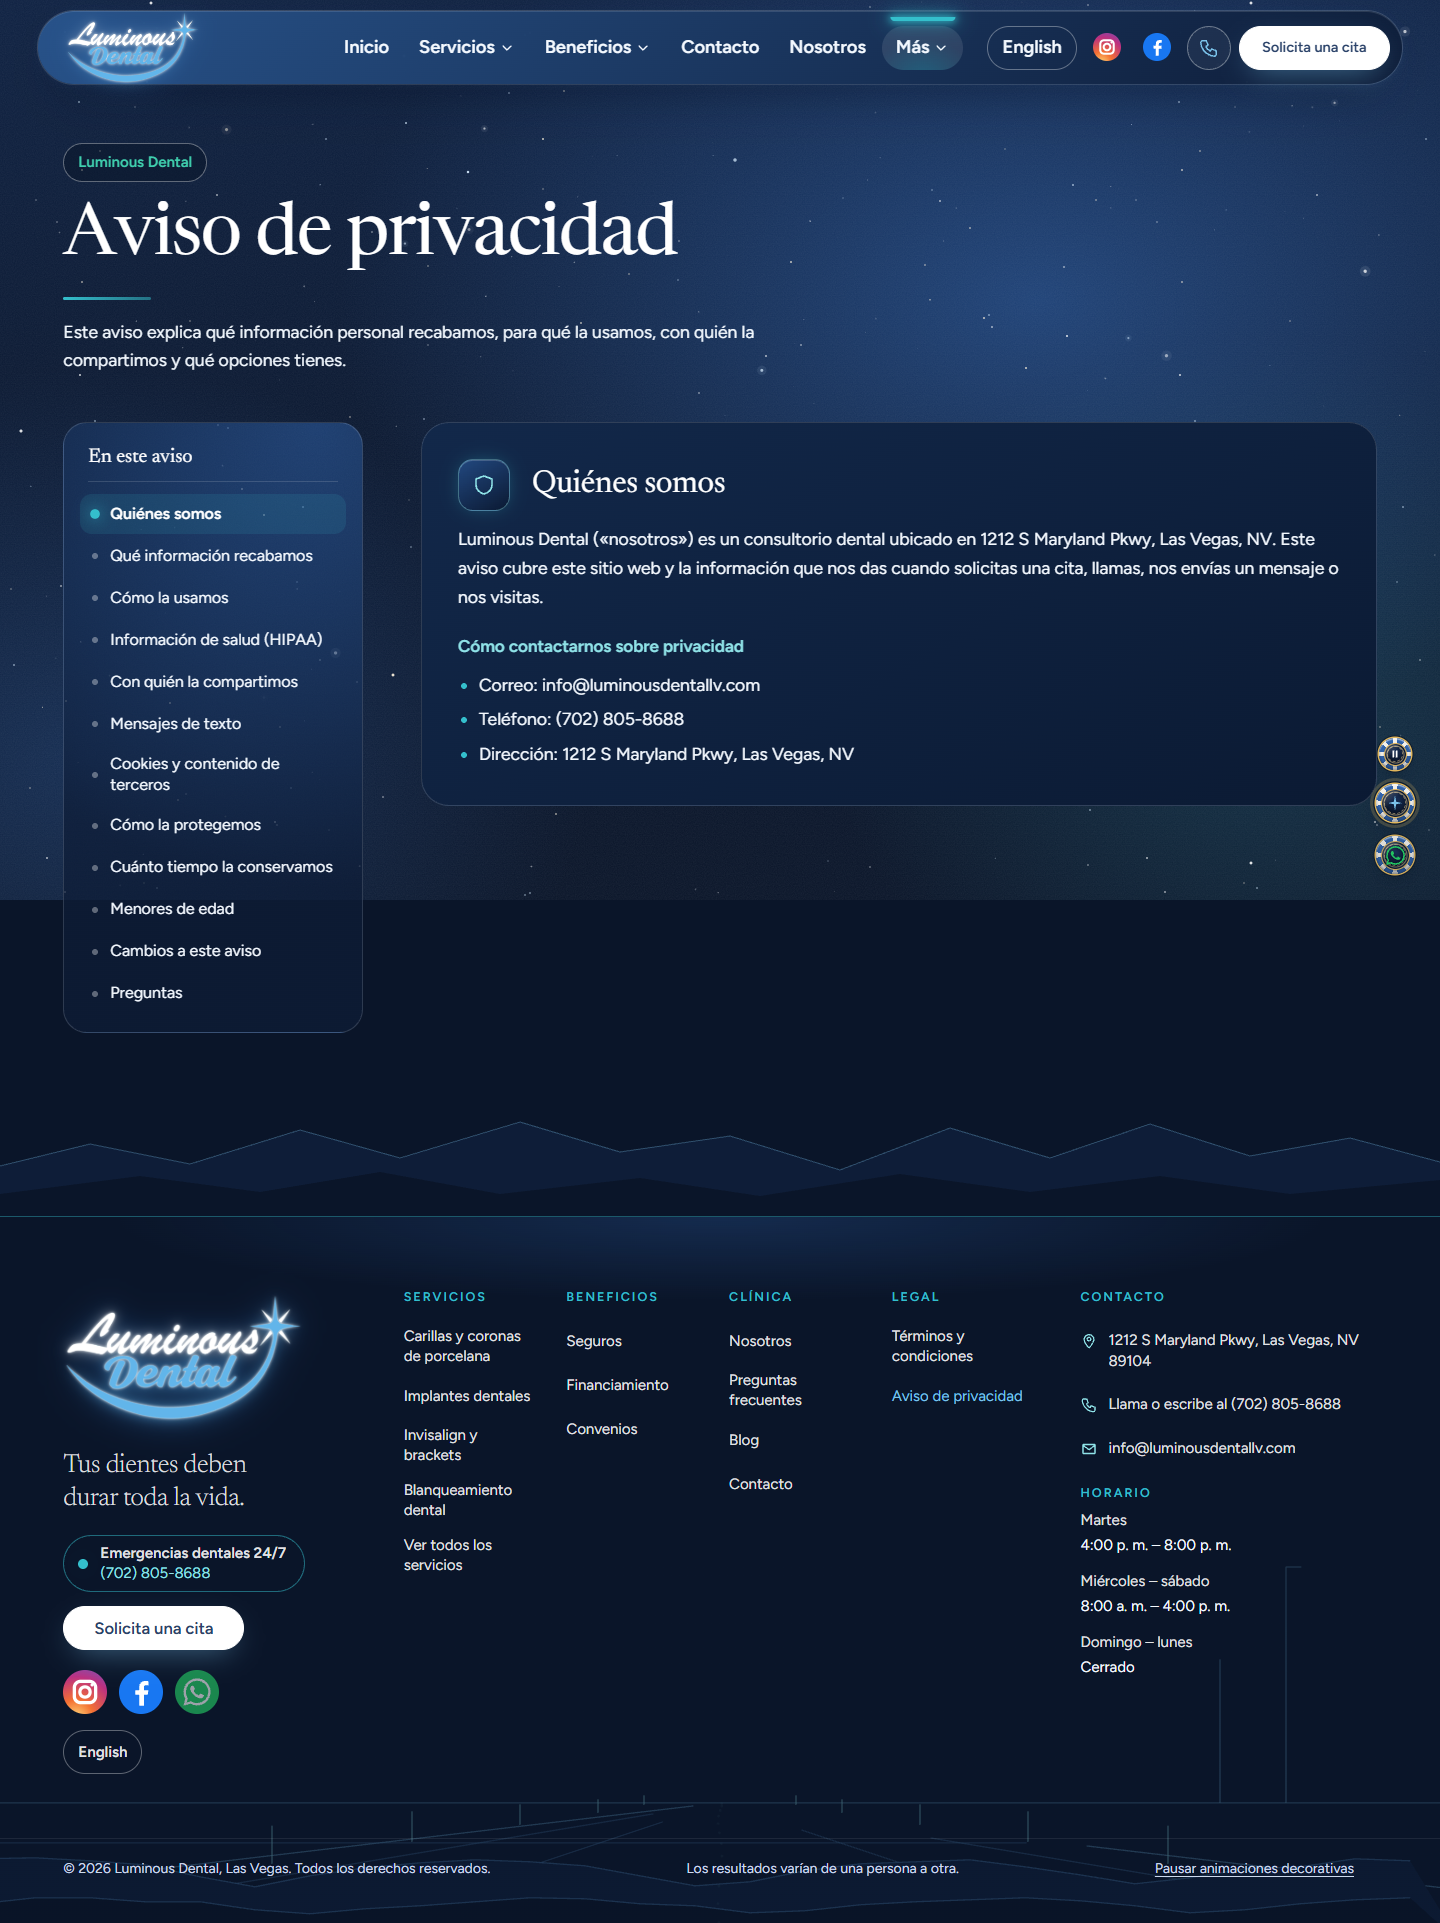 Luminous
Dental
Inicio
Servicios
Beneficios
Contacto
Nosotros
Más
English
Solicita una cita
Luminous Dental
Aviso de privacidad
Este aviso explica qué información personal recabamos, para qué la usamos, con quién la
compartimos y qué opciones tienes.
En este aviso
Quiénes somos
Qué información recabamos
Cómo la usamos
Información de salud (HIPAA)
Con quién la compartimos
Mensajes de texto
Cookies y contenido de
terceros
Cómo la protegemos
Cuánto tiempo la conservamos
Menores de edad
Cambios a este aviso
Preguntas
Quiénes somos
Luminous Dental («nosotros») es un consultorio dental ubicado en 1212 S Maryland Pkwy, Las Vegas, NV. Este
aviso cubre este sitio web y la información que nos das cuando solicitas una cita, llamas, nos envías un mensaje o
nos visitas.
Cómo contactarnos sobre privacidad
Correo: info@luminousdentallv.com
Teléfono: (702) 805-8688
Dirección: 1212 S Maryland Pkwy, Las Vegas, NV
Luminous
Dental
Tus dientes deben
durar toda la vida.
Emergencias dentales 24/7
(702) 805-8688
Solicita una cita
English
SERVICIOS
Carillas y coronas
de porcelana
Implantes dentales
Invisalign y
brackets
Blanqueamiento
dental
Ver todos los
servicios
BENEFICIOS
Seguros
Financiamiento
Convenios
CLÍNICA
Nosotros
Preguntas
frecuentes
Blog
Contacto
LEGAL
Términos y
condiciones
Aviso de privacidad
CONTACTO
1212 S Maryland Pkwy, Las Vegas, NV
89104
Llama o escribe al (702) 805-8688
info@luminousdentallv.com
HORARIO
Martes
4:00 p. m. – 8:00 p. m.
Miércoles – sábado
8:00 a. m. – 4:00 p. m.
Domingo – lunes
Cerrado
© 2026 Luminous Dental, Las Vegas. Todos los derechos reservados.
Los resultados varían de una persona a otra.
Pausar animaciones decorativas